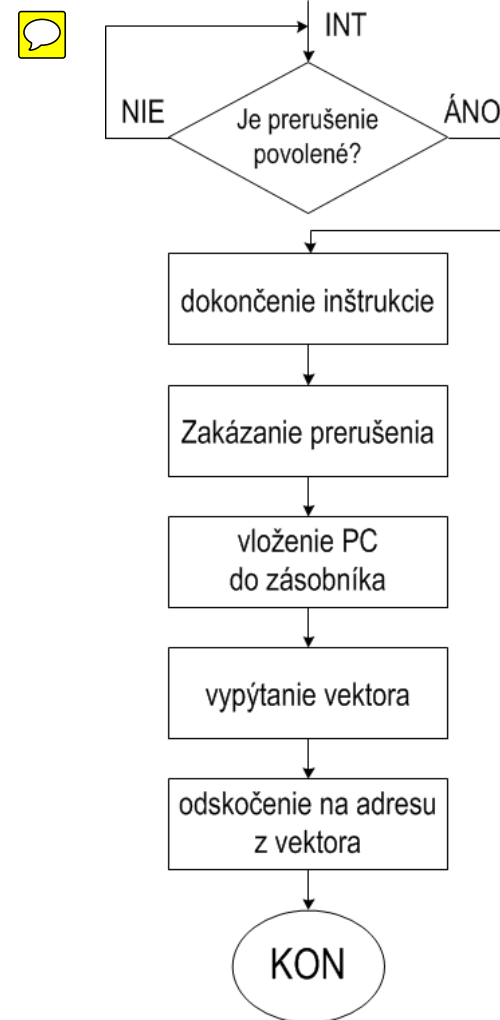 INT
NIE
Je prerušenie
povolené?
ÁNO
dokončenie inštrukcie
Zakázanie prerušenia
vloženie PC
do zásobníka
vypýtanie vektora
odskočenie na adresu
z vektora
KON